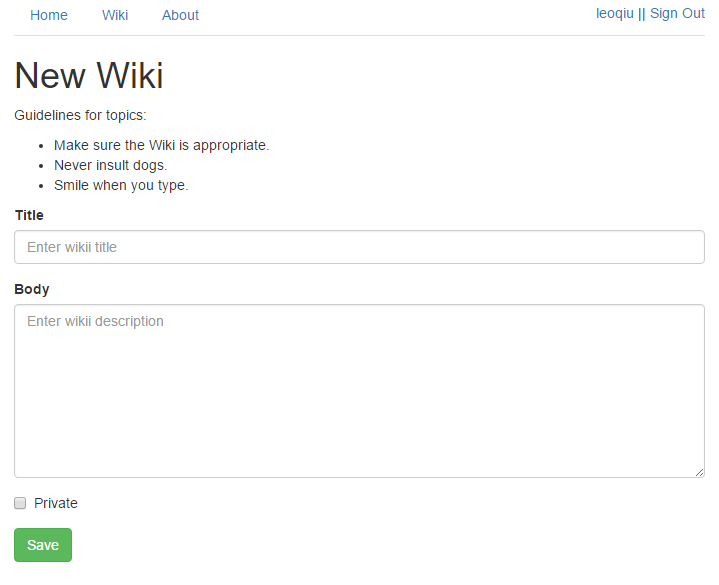 Home Wiki About leoqiu || Sign Out
New Wiki
Guidelines for topics:
Make sure the Wiki is appropriate.
Never insult dogs.
Smile when you type.
Title
Enter wikii title
Body
Enter wikii description
Private
Save